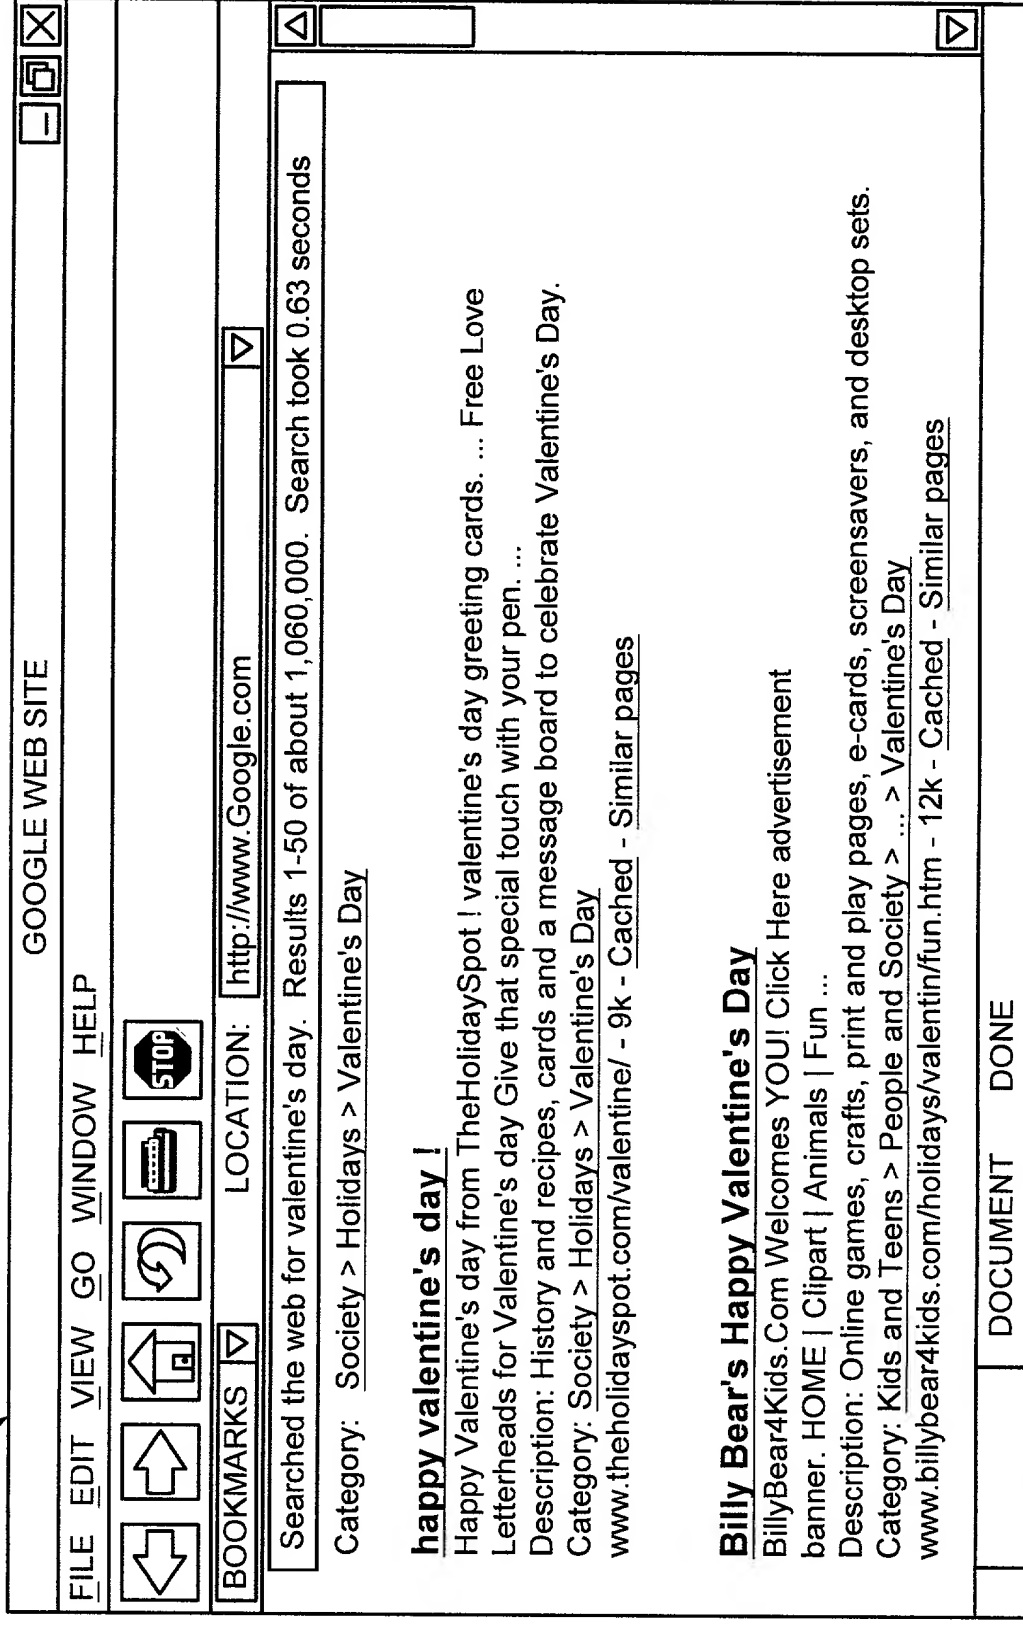 GOOGLE WEB SITE
FILE EDIT VIEW GO WINDOW HELP
STOP
BOOKMARKS LOCATION: http://www.Google.com
Searched the web for valentine's day. Results 1-50 of about 1,060,000. Search took 0.63 seconds
Category: Society > Holidays > Valentine's Day
happy valentine's day !
Happy Valentine's day from TheHolidaySpot ! valentine's day greeting cards. ... Free Love
Letterheads for Valentine's day Give that special touch with your pen. ...
Description: History and recipes, cards and a message board to celebrate Valentine's Day.
Category: Society > Holidays > Valentine's Day
www.theholidayspot.com/valentine/ - 9k - Cached - Similar pages
Billy Bear's Happy Valentine's Day
BillyBear4Kids.Com Welcomes YOU! Click Here advertisement
banner. HOME | Clipart | Animals | Fun ...
Description: Online games, crafts, print and play pages, e-cards, screensavers, and desktop sets.
Category: Kids and Teens > People and Society > ... > Valentine's Day
www.billybear4kids.com/holidays/valentin/fun.htm - 12k - Cached - Similar pages
DOCUMENT DONE